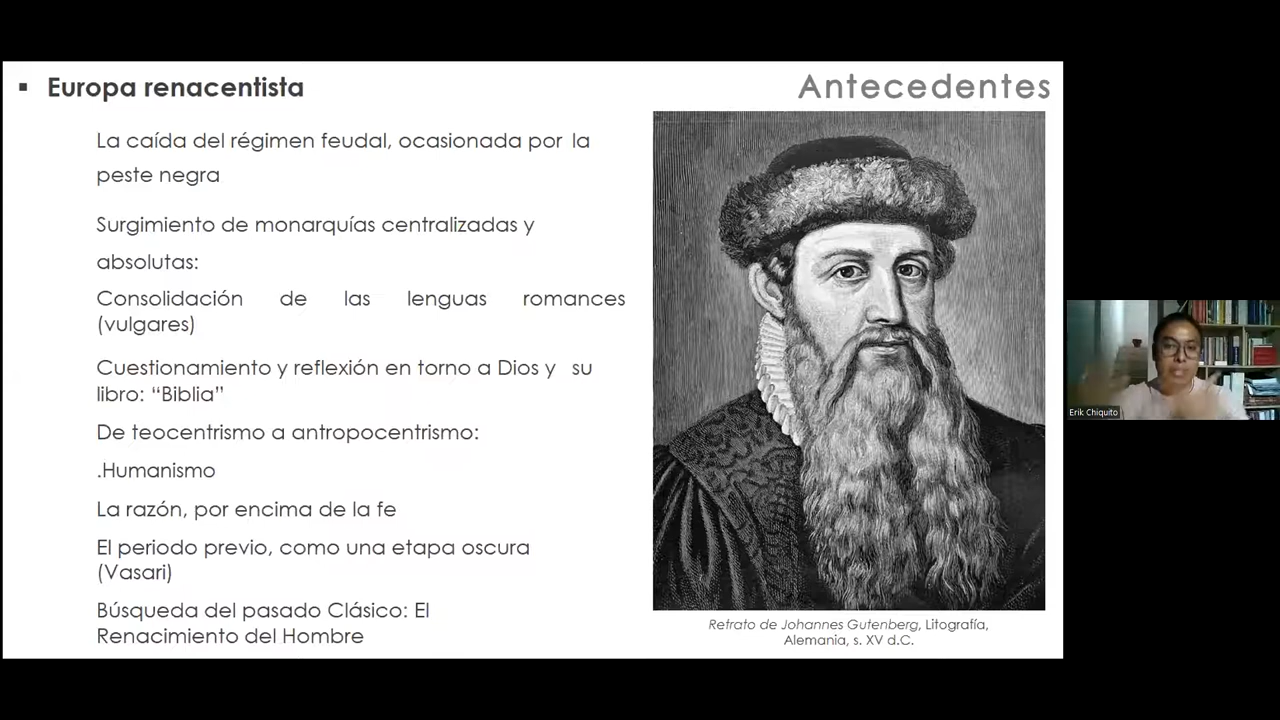 ▪ Europa renacentista
Antecedentes
La caída del régimen feudal, ocasionada por la
peste negra
Surgimiento de monarquías centralizadas y
absolutas:
Consolidación de las lenguas romances
(vulgares)
Cuestionamiento y reflexión en torno a Dios y su
libro: “Biblia”
De teocentrismo a antropocentrismo:
.Humanismo
La razón, por encima de la fe
El periodo previo, como una etapa oscura
(Vasari)
Búsqueda del pasado Clásico: El
Renacimiento del Hombre
Retrato de Johannes Gutenberg, Litografía,
Alemania, s. XV d.C.
Erik Chiquito